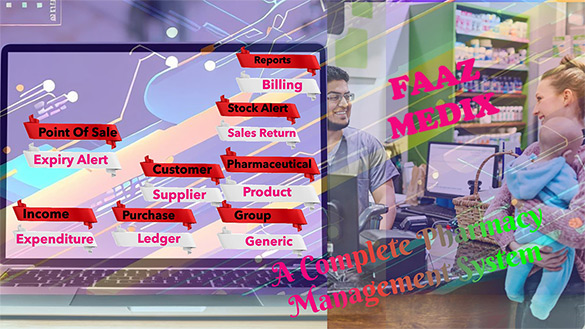 Reports
Billing
Stock Alert
Sales Return
Point Of Sale
Expiry Alert
Customer
Supplier
Pharmaceutical
Product
Income
Expenditure
Purchase
Ledger
Group
Generic
FAAZ
MEDIX
A Complete Pharmacy
Management System